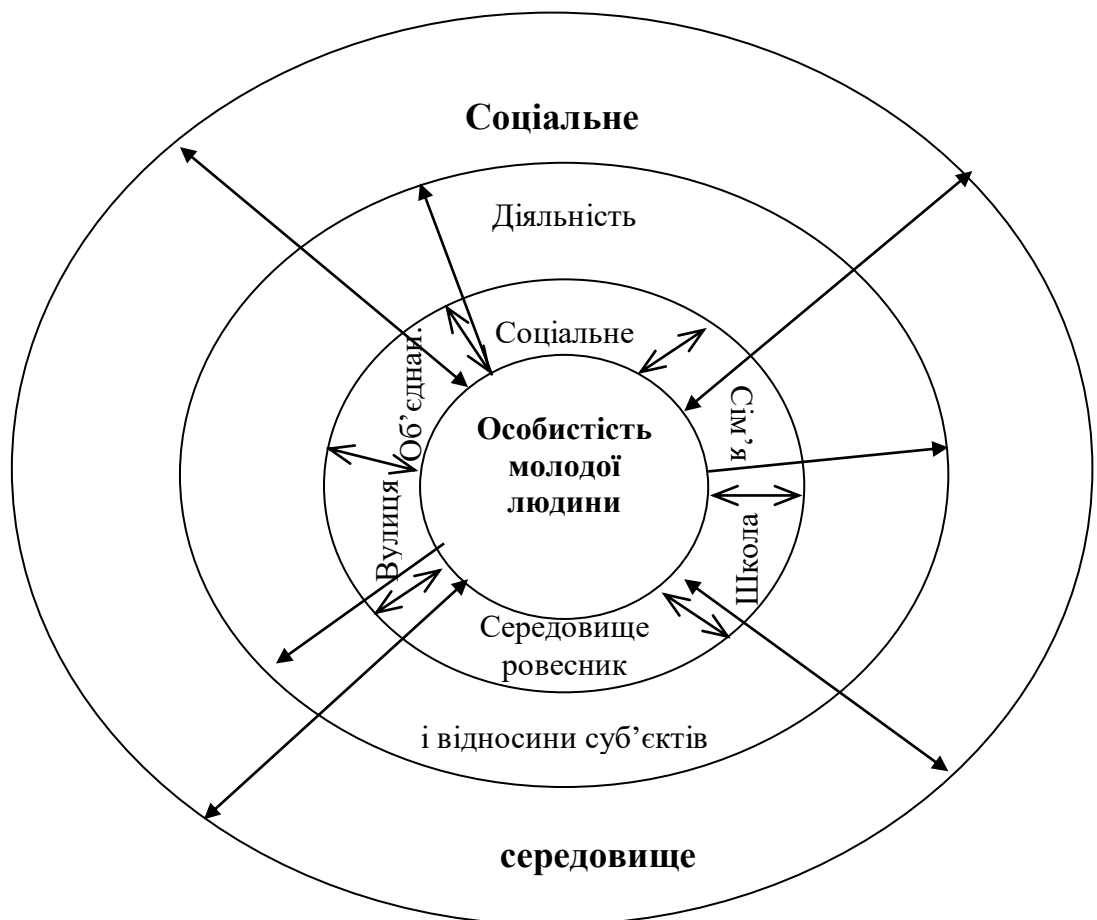 Соціальне
Діяльність
Соціальне
Об’єднан.
Сім’я
Особистість
молодої
людини
Вулиця
Школа
Середовище
ровесник
і відносини суб’єктів
середовище